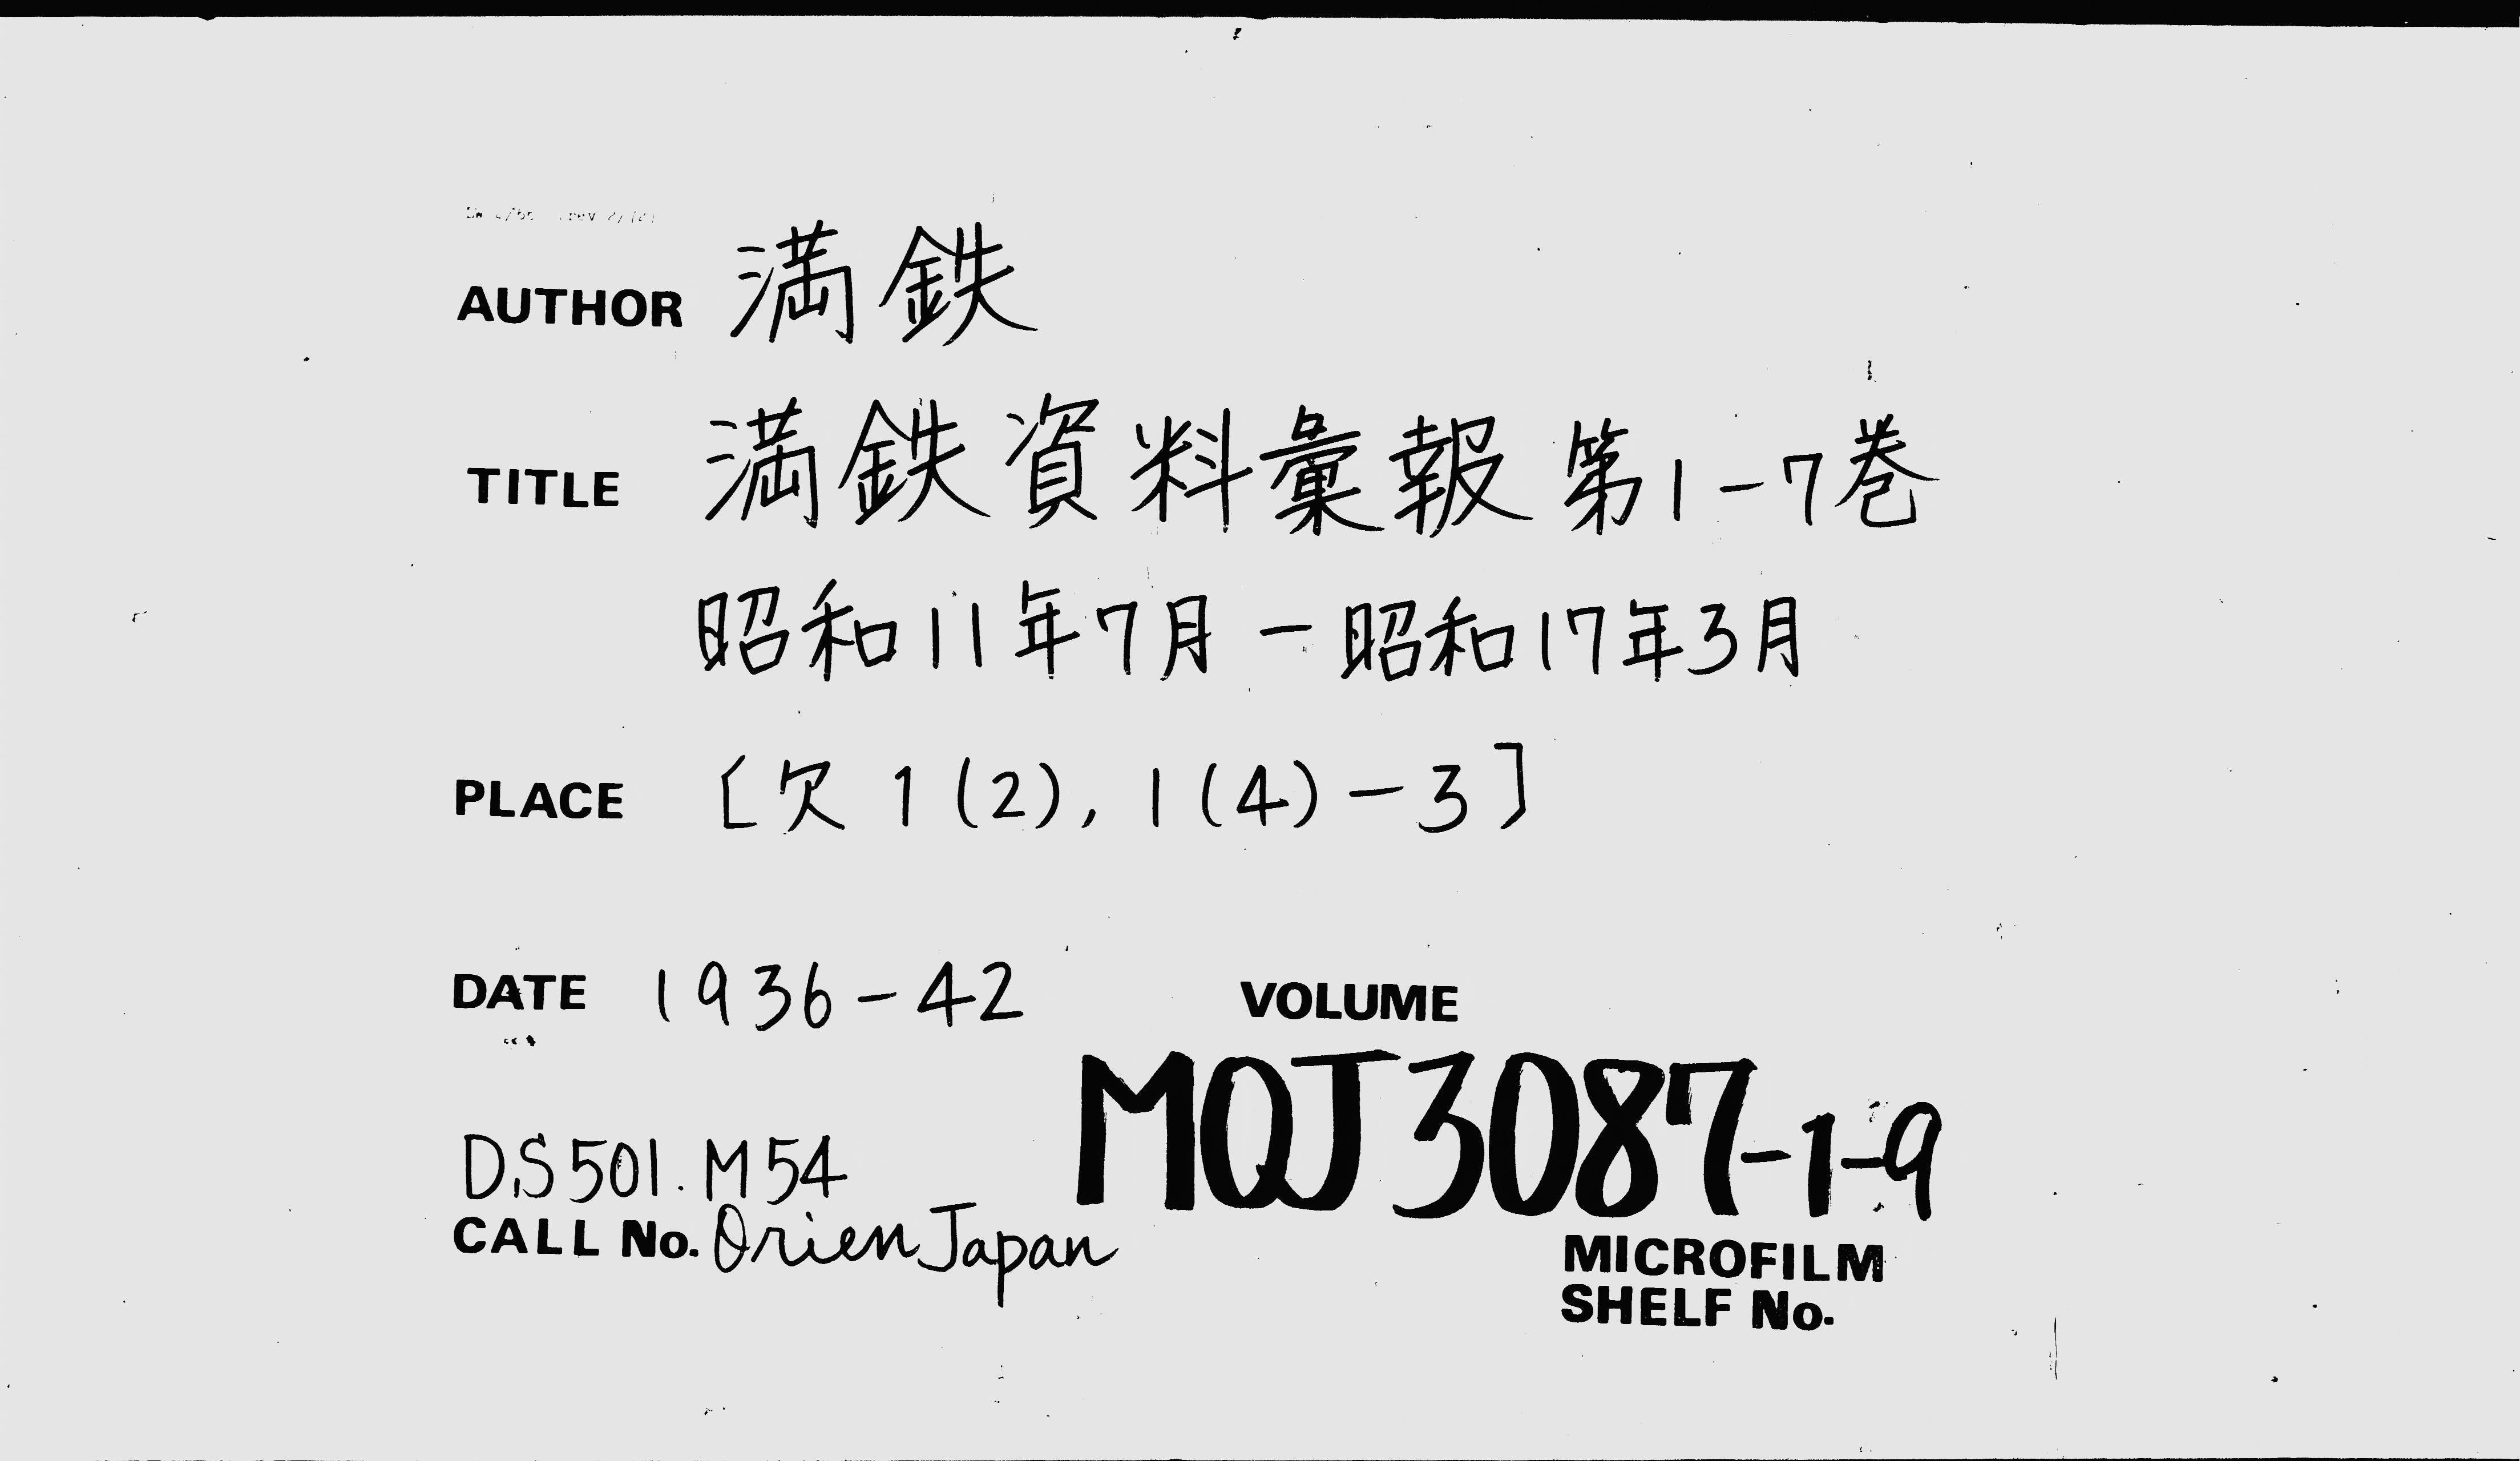 AUTHOR 満鉄
TITLE 満鉄資料彙報 第1-7巻
昭和11年7月-昭和17年3月
PLACE [欠 1(2), 1(4)-3]
DATE 1936-42 VOLUME
MOJ 3087-1-9
DS501.M54
CALL No. Orien Japan
MICROFILM
SHELF No.